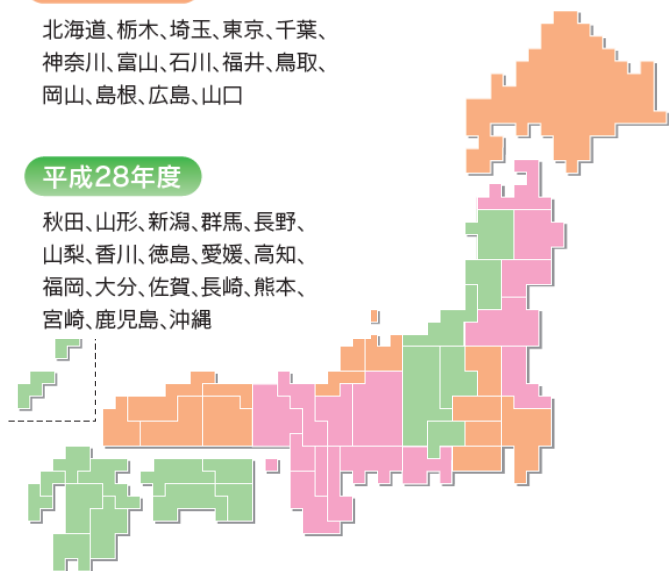 北海道、栃木、埼玉、東京、千葉、
神奈川、富山、石川、福井、鳥取、
岡山、島根、広島、山口
平成28年度
秋田、山形、新潟、群馬、長野、
山梨、香川、徳島、愛媛、高知、
福岡、大分、佐賀、長崎、熊本、
宮崎、鹿児島、沖縄